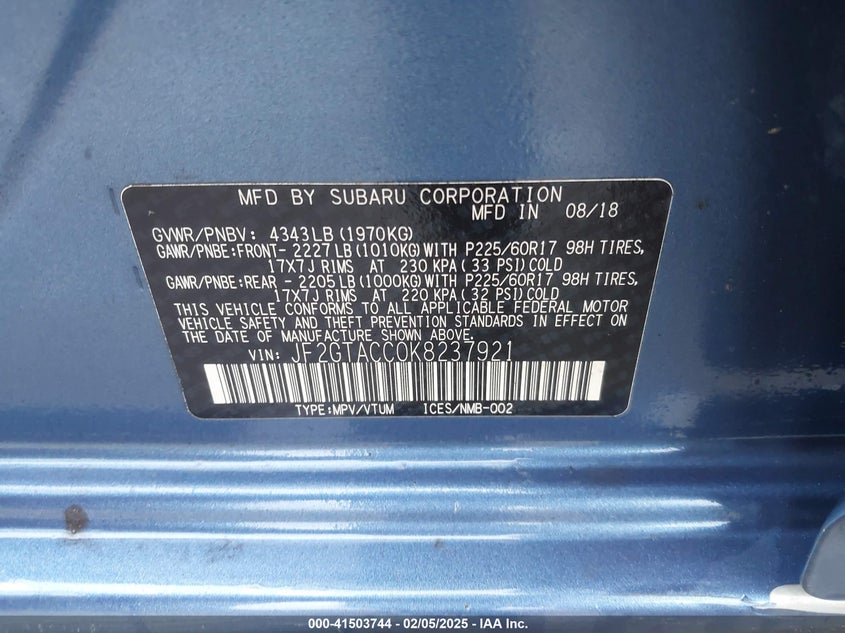 MFD BY SUBARU CORPORATION
MFD IN 08/18
GVWR/PNBV: 4343LB(1970KG)
GAWR/PNBE:FRONT- 2227LB(1010KG)WITH P225/60R17 98H TIRES,
17X7J RIMS AT 230 KPA(33 PSI)COLD
GAWR/PNBE:REAR - 2205LB(1000KG)WITH P225/60R17 98H TIRES,
17X7J RIMS AT 220 KPA(32 PSI)COLD
THIS VEHICLE CONFORMS TO ALL APPLICABLE FEDERAL MOTOR
VEHICLE SAFETY AND THEFT PREVENTION STANDARDS IN EFFECT ON
THE DATE OF MANUFACTURE SHOWN ABOVE.
VIN: JF2GTACC0K8237921
TYPE:MPV/VTUM ICES/NMB-002
000-41503744 - 02/05/2025 - IAA Inc.